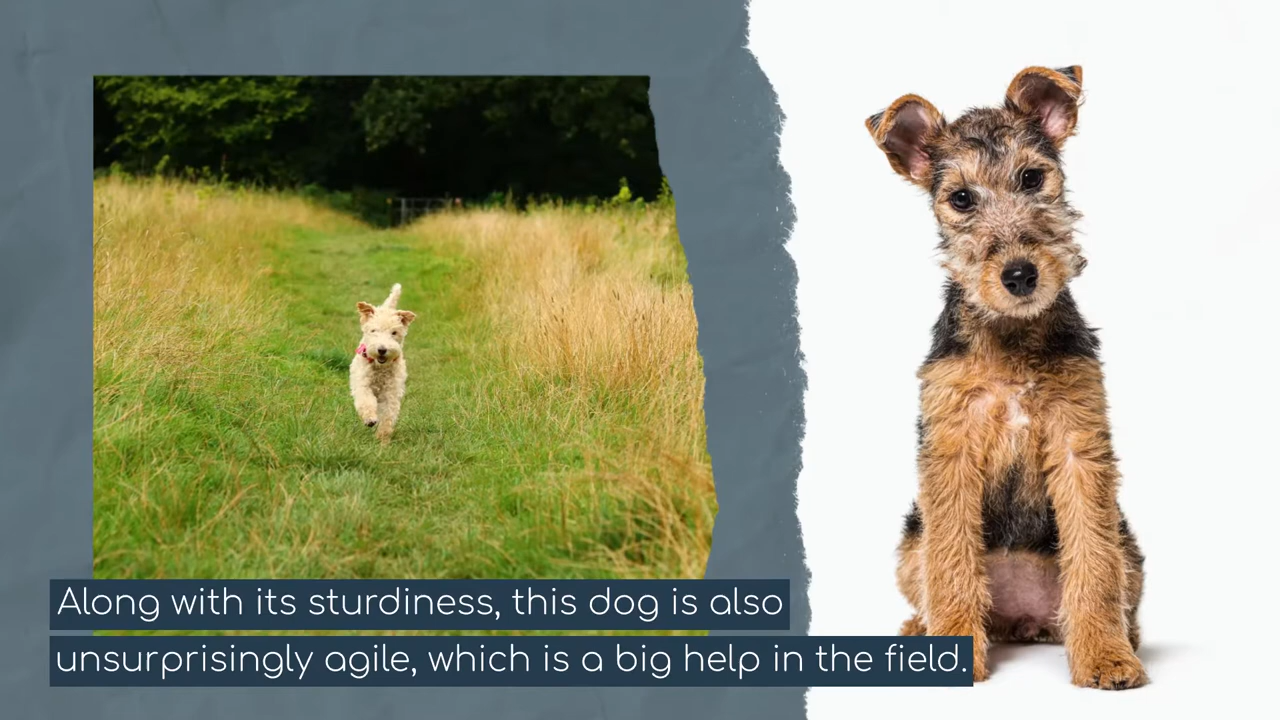 Along with its sturdiness, this dog is also
unsurprisingly agile, which is a big help in the field.